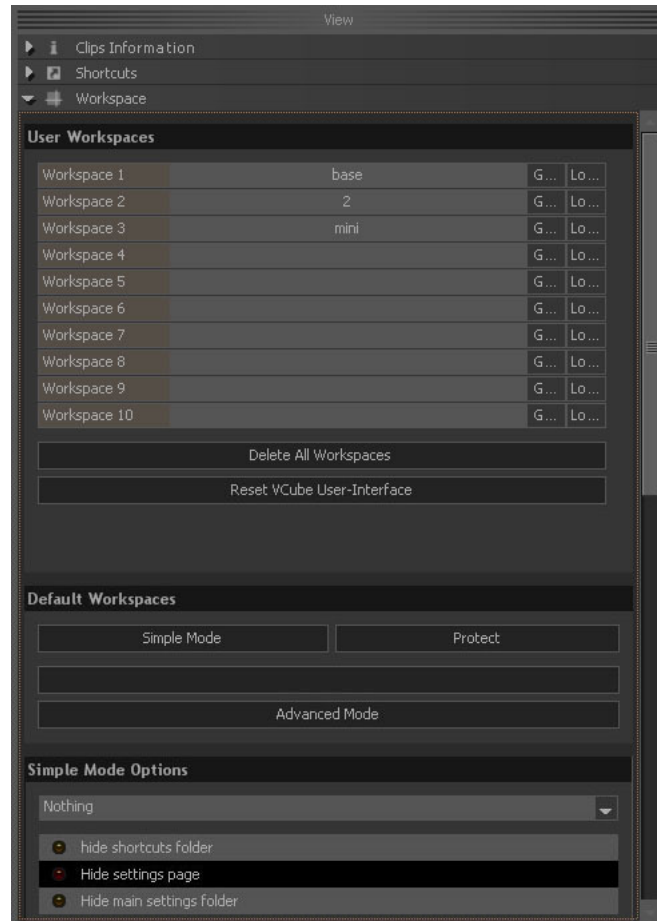 View
Clips Information
Shortcuts
Workspace
User Workspaces
Workspace 1 base G... Lo...
Workspace 2 2 G... Lo...
Workspace 3 mini G... Lo...
Workspace 4 G... Lo...
Workspace 5 G... Lo...
Workspace 6 G... Lo...
Workspace 7 G... Lo...
Workspace 8 G... Lo...
Workspace 9 G... Lo...
Workspace 10 G... Lo...
Delete All Workspaces
Reset VCube User-Interface
Default Workspaces
Simple Mode Protect
Advanced Mode
Simple Mode Options
Nothing
hide shortcuts folder
Hide settings page
Hide main settings folder